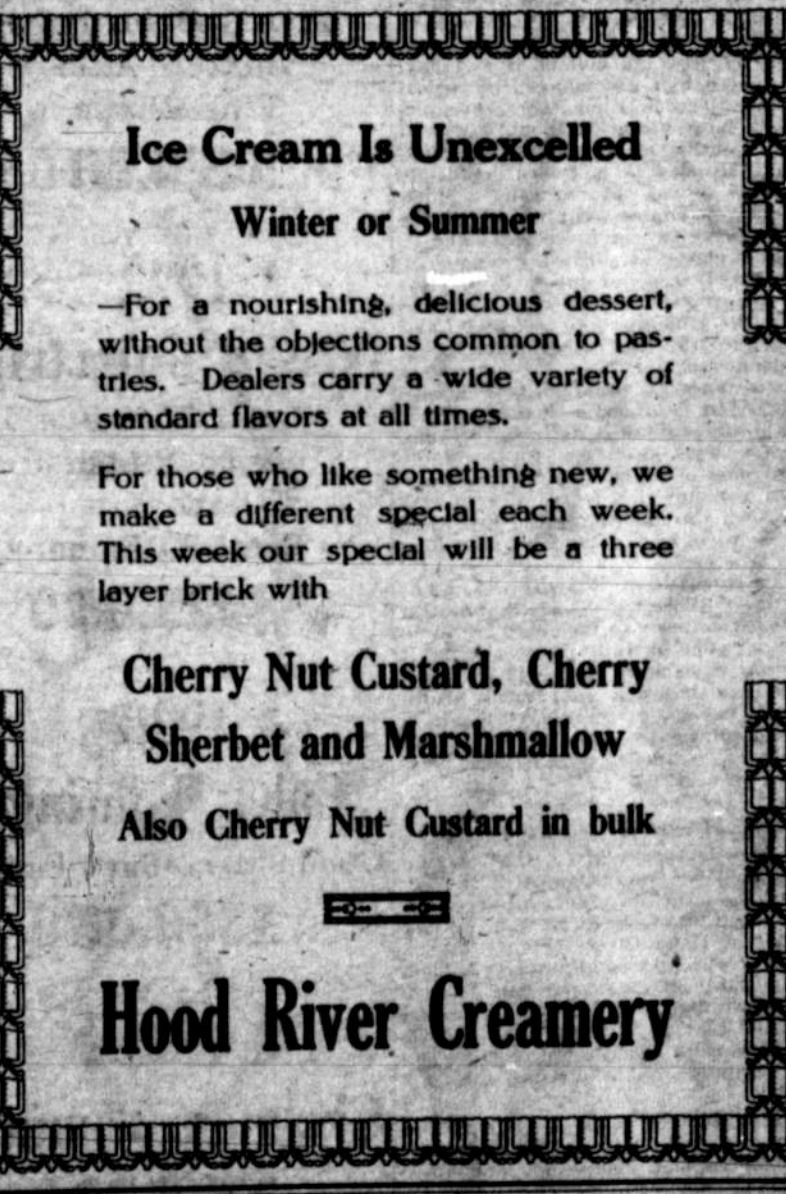 Ice Cream Is Unexcelled
Winter or Summer
—For a nourishing, delicious dessert,
without the objections common to pas-
tries. Dealers carry a wide variety of
standard flavors at all times.
For those who like something new, we
make a different special each week.
This week our special will be a three
layer brick with
Cherry Nut Custard, Cherry
Sherbet and Marshmallow
Also Cherry Nut Custard in bulk
Hood River Creamery